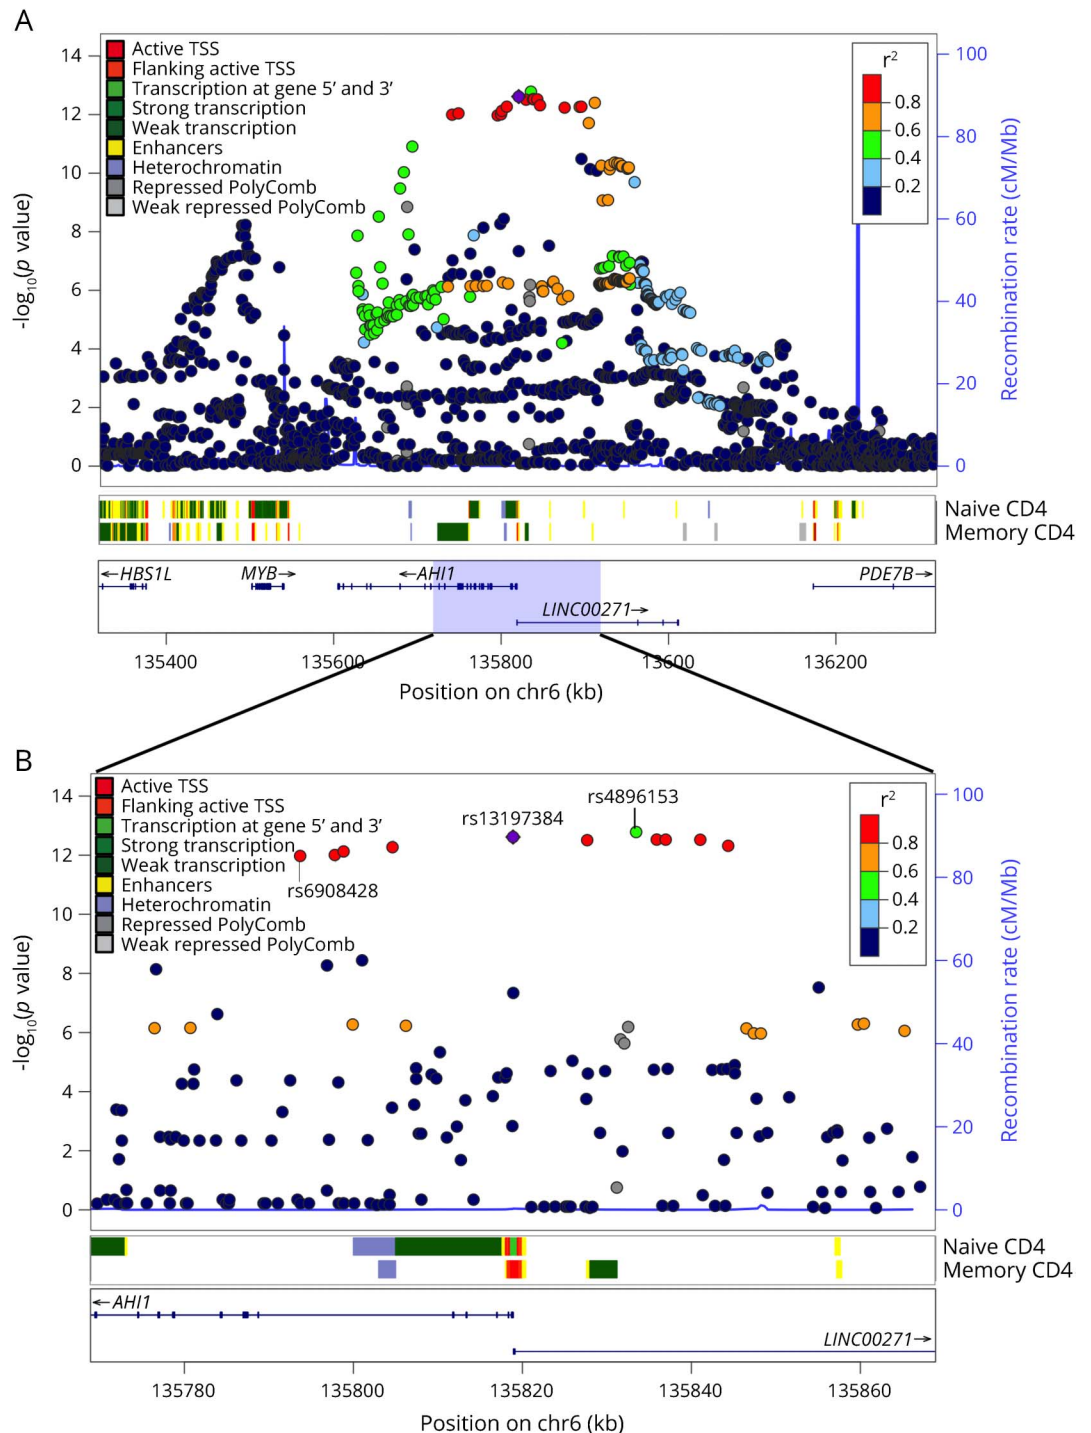 A
Active TSS
Flanking active TSS
Transcription at gene 5′ and 3′
Strong transcription
Weak transcription
Enhancers
Heterochromatin
Repressed PolyComb
Weak repressed PolyComb
r²
0.8
0.6
0.4
0.2
14
12
10
8
6
4
2
0
-log₁₀(p value)
100
80
60
40
20
0
Recombination rate (cM/Mb)
Naive CD4
Memory CD4
←HBS1L
MYB→
←AHI1
LINC00271→
PDE7B→
135400
135600
135800
13600
136200
Position on chr6 (kb)
B
Active TSS
Flanking active TSS
Transcription at gene 5′ and 3′
Strong transcription
Weak transcription
Enhancers
Heterochromatin
Repressed PolyComb
Weak repressed PolyComb
rs4896153
rs13197384
rs6908428
r²
0.8
0.6
0.4
0.2
14
12
10
8
6
4
2
0
-log₁₀(p value)
100
80
60
40
20
0
Recombination rate (cM/Mb)
Naive CD4
Memory CD4
←AHI1
LINC00271→
135780
135800
135820
135840
135860
Position on chr6 (kb)